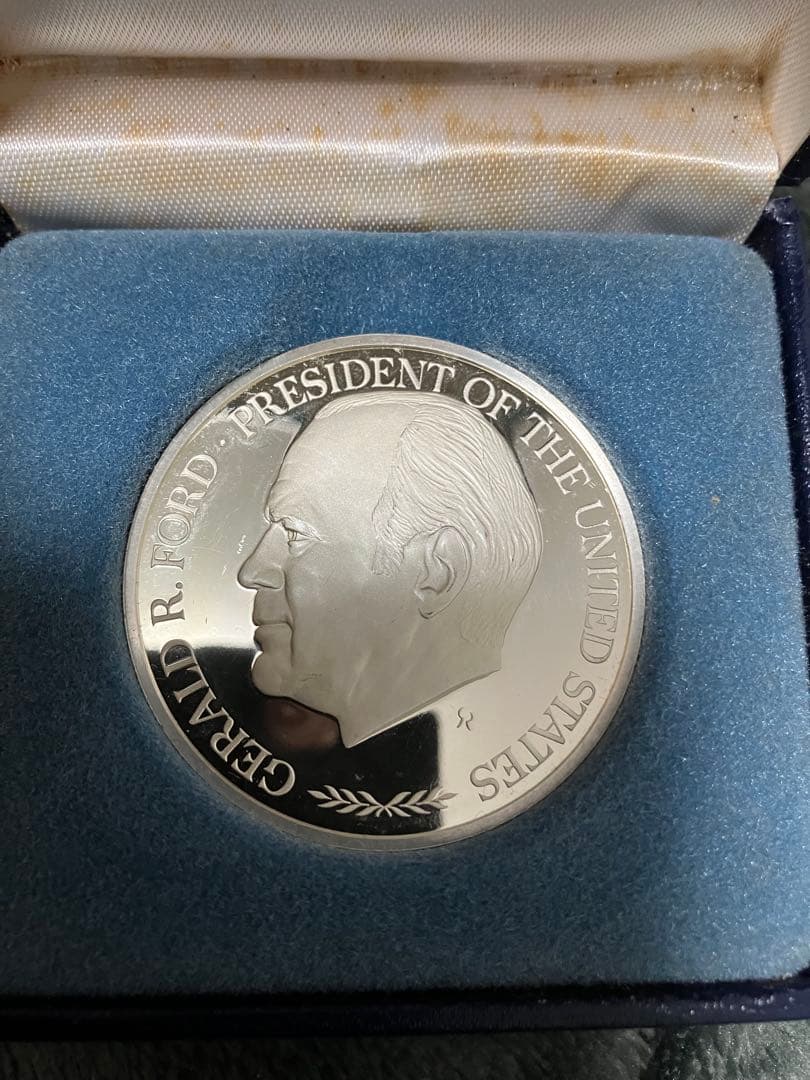 GERALD R. FORD · PRESIDENT OF THE UNITED STATES